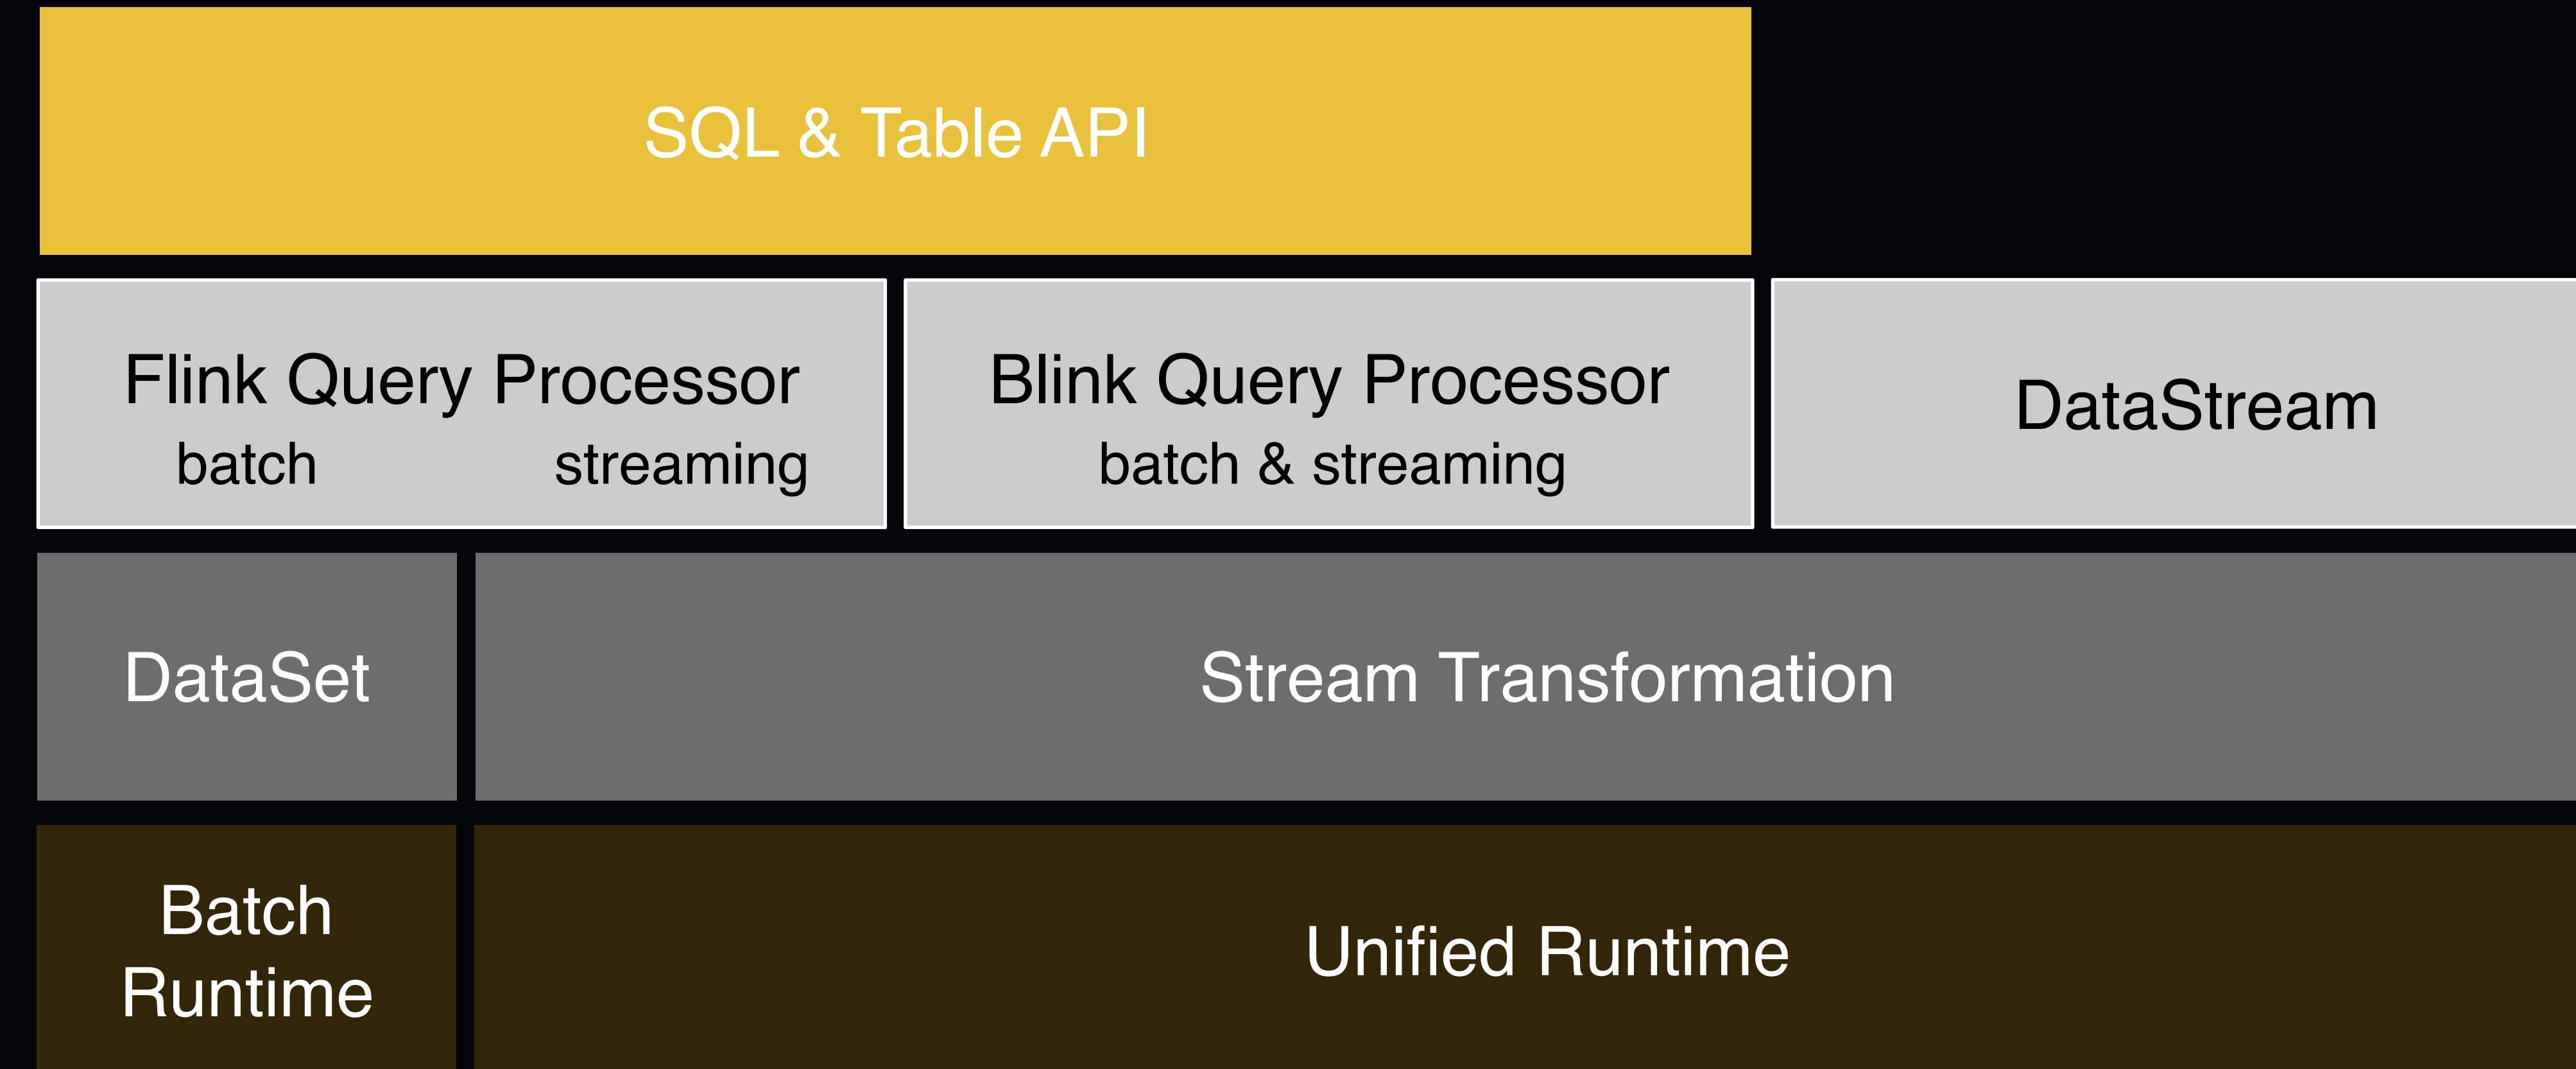 SQL & Table API
Flink Query Processor
batch streaming
Blink Query Processor
batch & streaming
DataStream
DataSet
Stream Transformation
Batch
Runtime
Unified Runtime